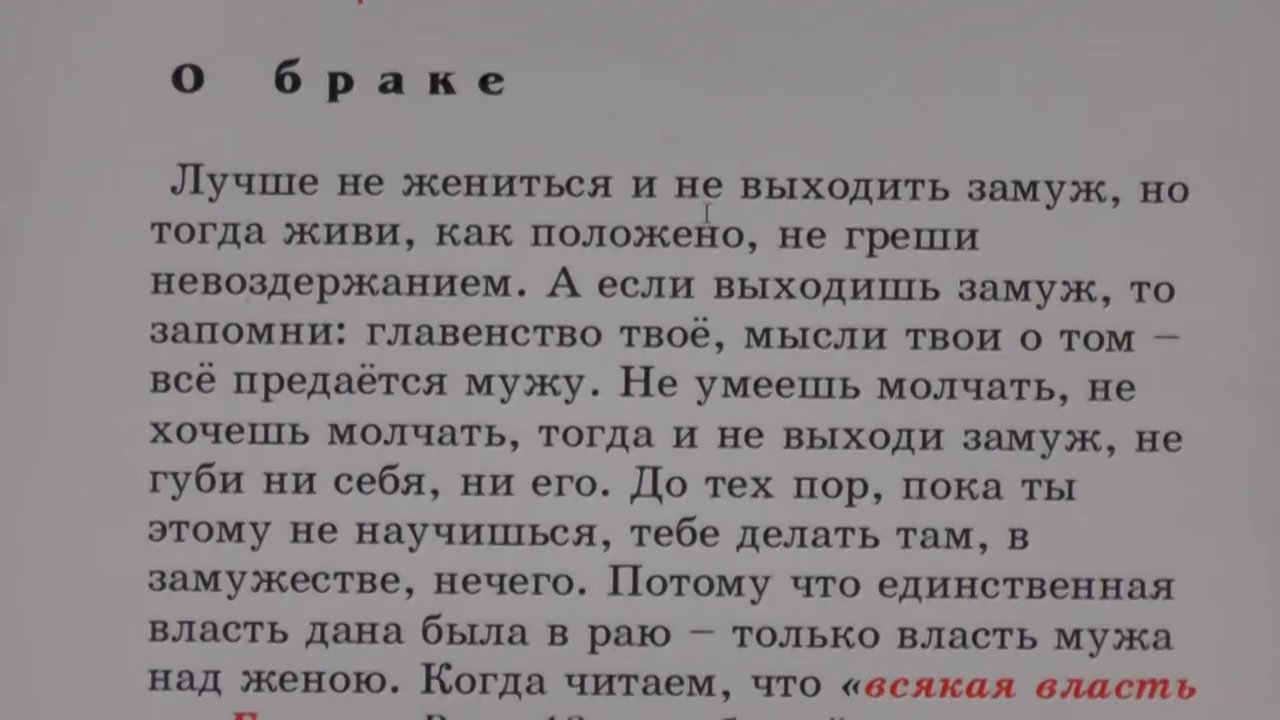 О браке
Лучше не жениться и не выходить замуж, но
тогда живи, как положено, не греши
невоздержанием. А если выходишь замуж, то
запомни: главенство твоё, мысли твои о том –
всё предаётся мужу. Не умеешь молчать, не
хочешь молчать, тогда и не выходи замуж, не
губи ни себя, ни его. До тех пор, пока ты
этому не научишься, тебе делать там, в
замужестве, нечего. Потому что единственная
власть дана была в раю – только власть мужа
над женою. Когда читаем, что «всякая власть